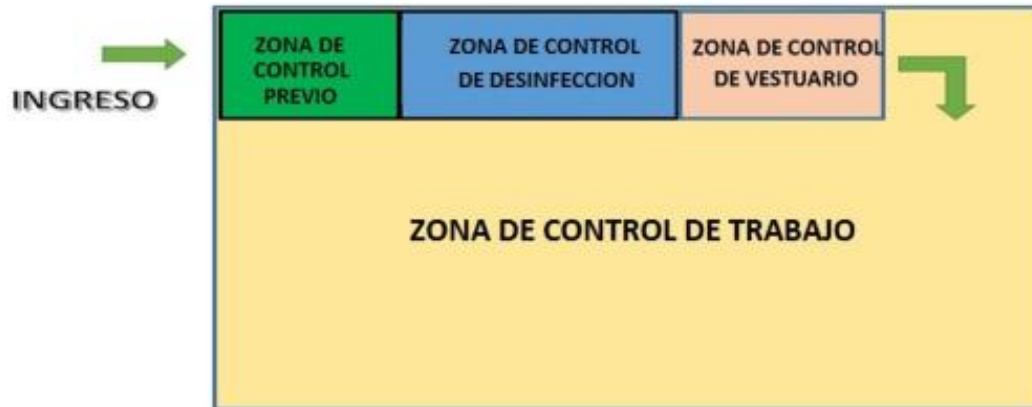 INGRESO
ZONA DE
CONTROL
PREVIO
ZONA DE CONTROL
DE DESINFECCION
ZONA DE CONTROL
DE VESTUARIO
ZONA DE CONTROL DE TRABAJO